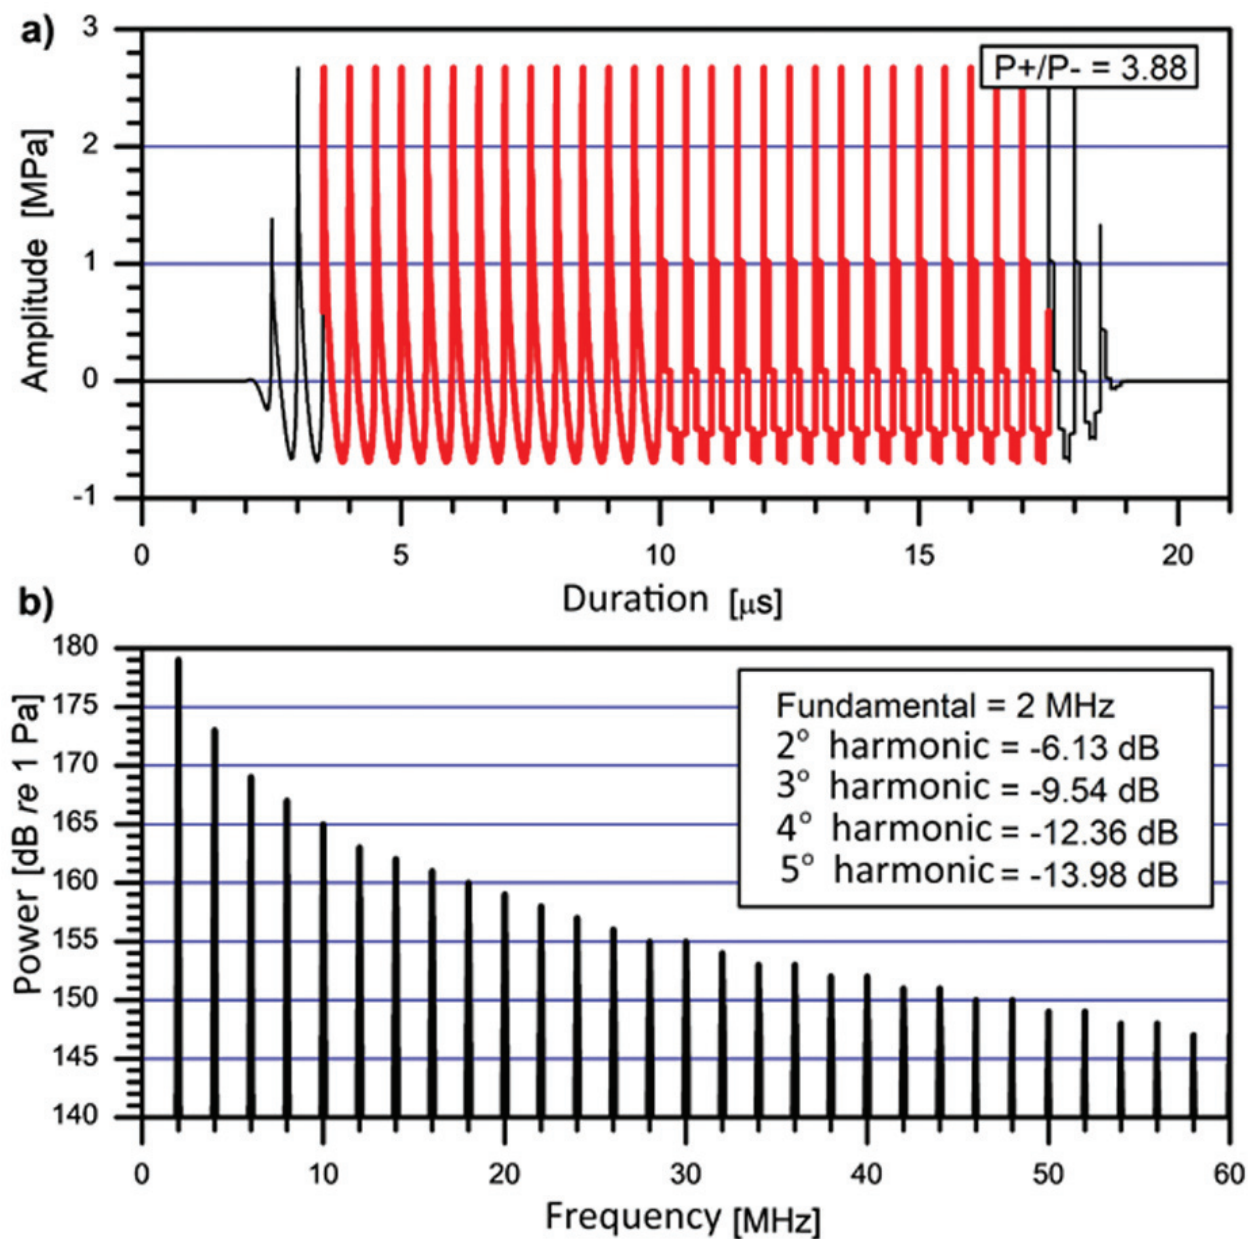 a)
3
2
1
0
-1
Amplitude [MPa]
P+/P- = 3.88
0 5 10 15 20
Duration [μs]
b)
180
175
170
165
160
155
150
145
140
Power [dB re 1 Pa]
Fundamental = 2 MHz
2° harmonic = -6.13 dB
3° harmonic = -9.54 dB
4° harmonic = -12.36 dB
5° harmonic = -13.98 dB
0 10 20 30 40 50 60
Frequency [MHz]